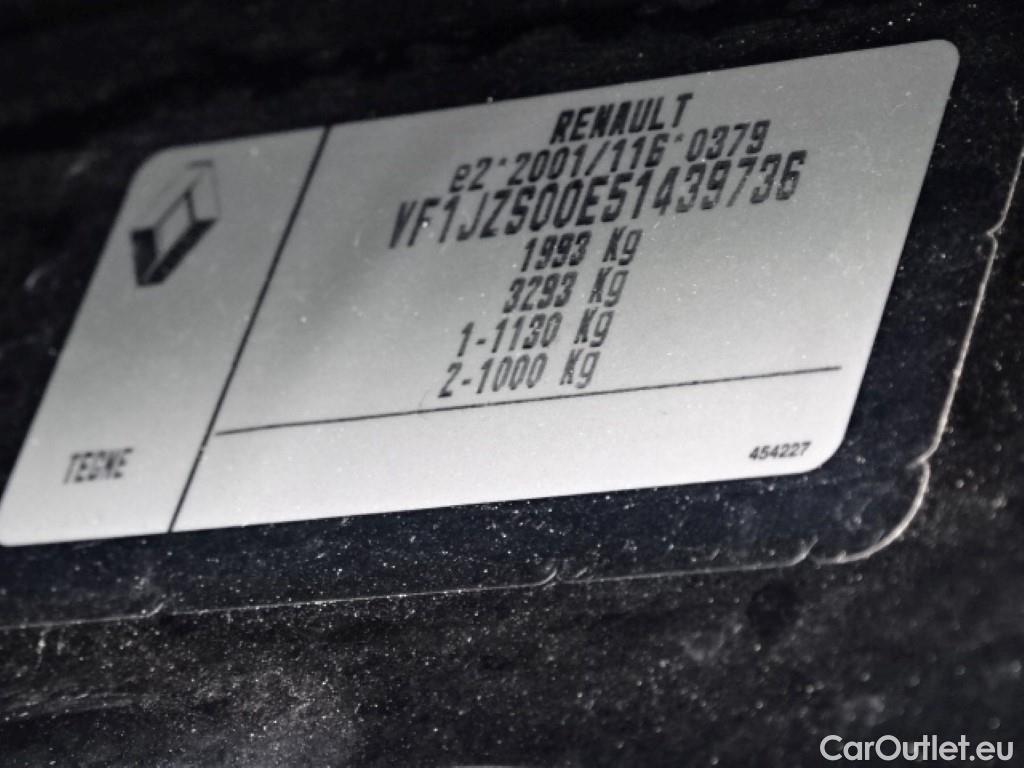 RENAULT
e2*2001/116*0379
VF1JZS00E51439736
1993 Kg
3293 Kg
1-1130 Kg
2-1000 Kg
TEGNE
454227
CarOutlet.eu